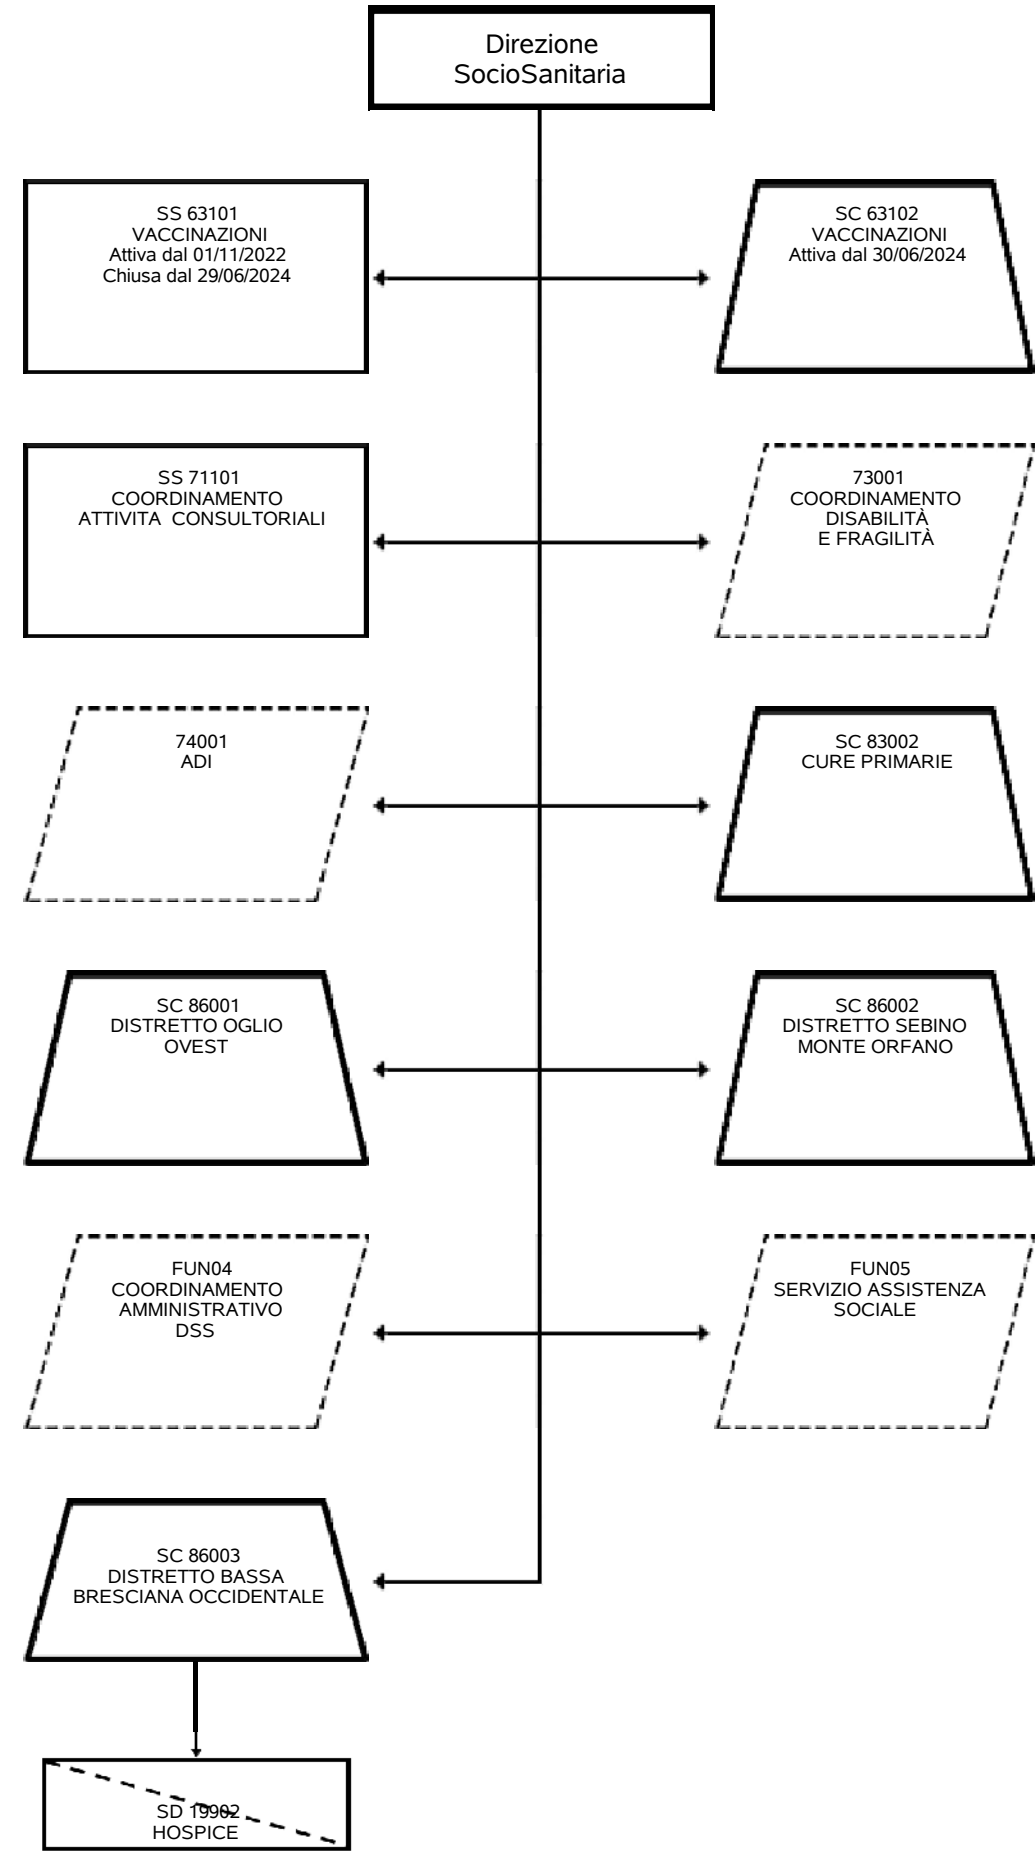 Direzione
SocioSanitaria
SS 63101
VACCINAZIONI
Attiva dal 01/11/2022
Chiusa dal 29/06/2024
SC 63102
VACCINAZIONI
Attiva dal 30/06/2024
SS 71101
COORDINAMENTO
ATTIVITA CONSULTORIALI
73001
COORDINAMENTO
DISABILITÀ
E FRAGILITÀ
74001
ADI
SC 83002
CURE PRIMARIE
SC 86001
DISTRETTO OGLIO
OVEST
SC 86002
DISTRETTO SEBINO
MONTE ORFANO
FUN04
COORDINAMENTO
AMMINISTRATIVO
DSS
FUN05
SERVIZIO ASSISTENZA
SOCIALE
SC 86003
DISTRETTO BASSA
BRESCIANA OCCIDENTALE
SD 19902
HOSPICE